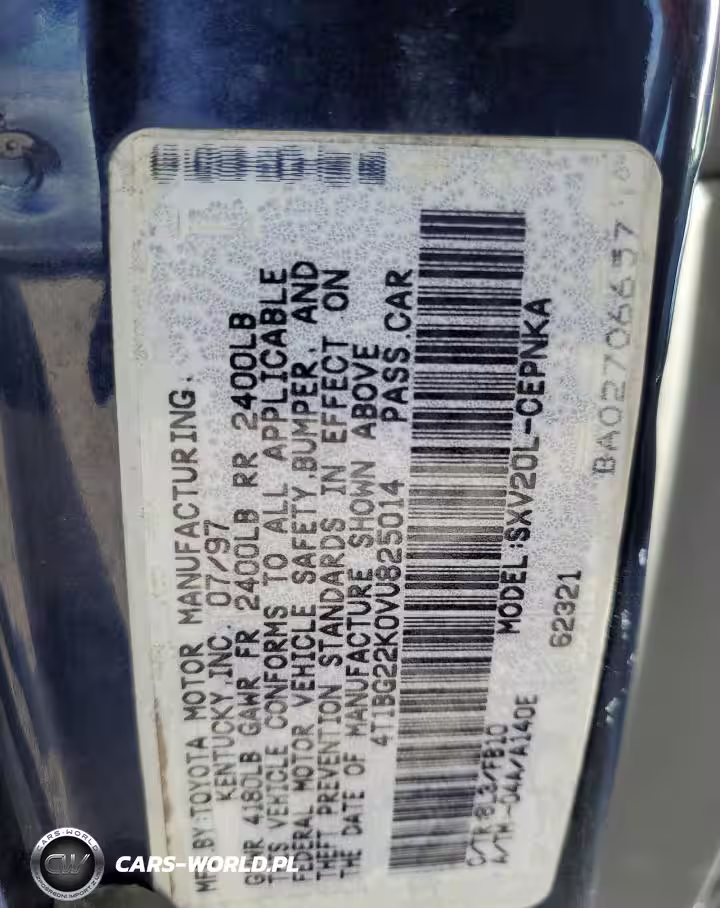 MFD.BY:TOYOTA MOTOR MANUFACTURING.
KENTUCKY,INC. 07/97
GVWR 4180LB GAWR FR 2400LB RR 2400LB
THIS VEHICLE CONFORMS TO ALL APPLICABLE
FEDERAL MOTOR VEHICLE SAFETY,BUMPER, AND
THEFT PREVENTION STANDARDS IN EFFECT ON
THE DATE OF MANUFACTURE SHOWN ABOVE
4T1BG22K0VU825014 PASS.CAR
C/TR:8L3/FB10 MODEL:SXV20L-CEPNKA
A/TM-04A/A140E 62321
BA02706657
CW
CARS-WORLD.PL